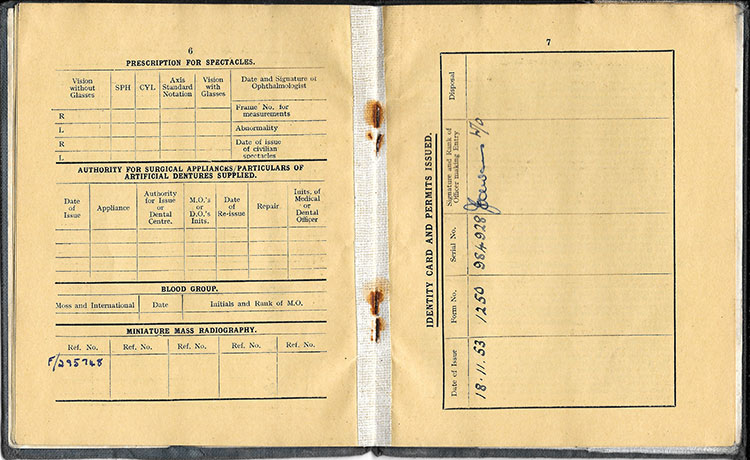 6
PRESCRIPTION FOR SPECTACLES.
Vision without Glasses SPH CYL Axis Standard Notation Vision with Glasses Date and Signature of Ophthalmologist
R Frame No. for measurements
L Abnormality
R Date of issue of civilian spectacles
L
AUTHORITY FOR SURGICAL APPLIANCES/PARTICULARS OF
ARTIFICIAL DENTURES SUPPLIED.
Date of Issue Appliance Authority for Issue or Dental Centre. M.O.'s or D.O.'s Inits. Date of Re-issue Repair Inits. of Medical or Dental Officer
BLOOD GROUP.
Moss and International Date Initials and Rank of M.O.
MINIATURE MASS RADIOGRAPHY.
Ref. No. Ref. No. Ref. No. Ref. No. Ref. No.
F/295748
7
IDENTITY CARD AND PERMITS ISSUED.
Date of Issue Form No. Serial No. Signature and Rank of Officer making Entry Disposal
18.11.53 1250 984928